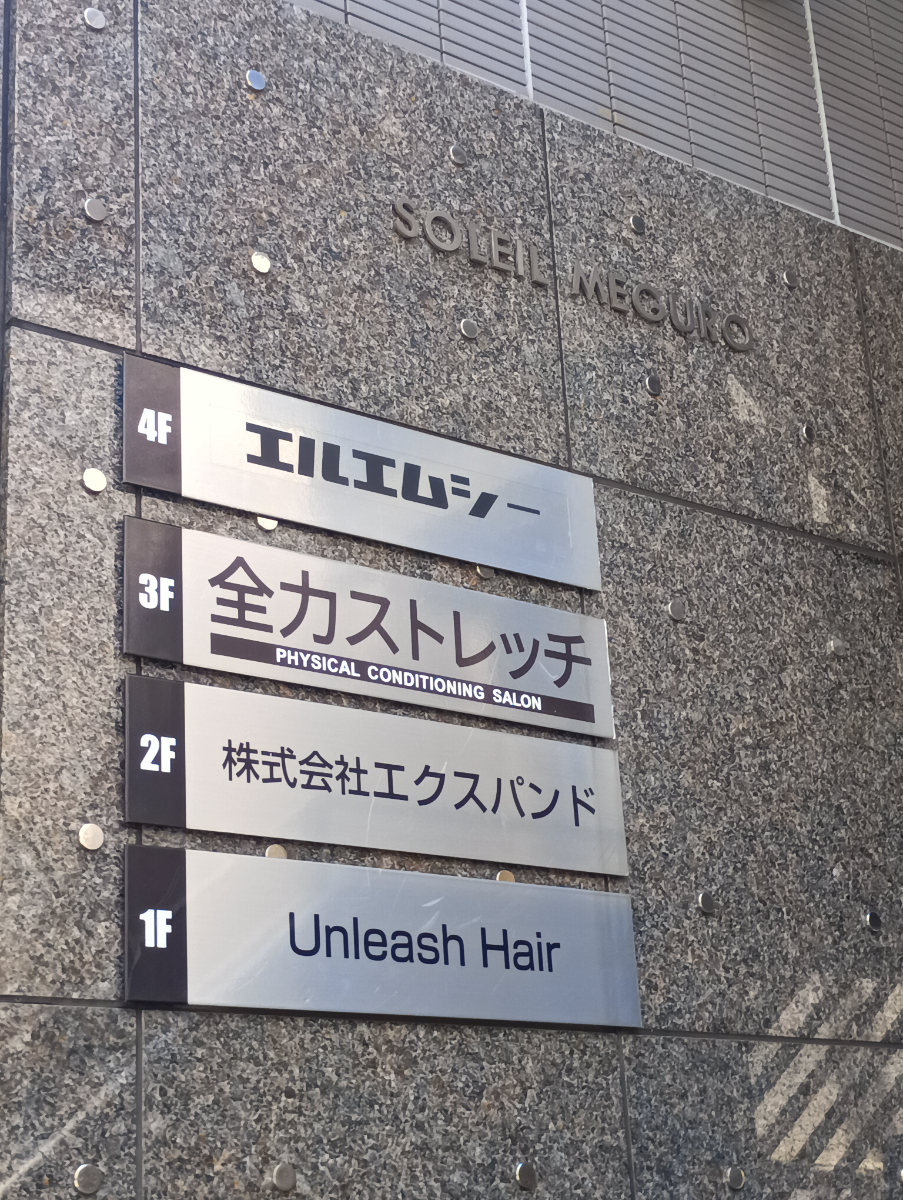 SOLEIL MEGURO
4F エルエムシー
3F 全力ストレッチ
PHYSICAL CONDITIONING SALON
2F 株式会社エクスパンド
1F Unleash Hair